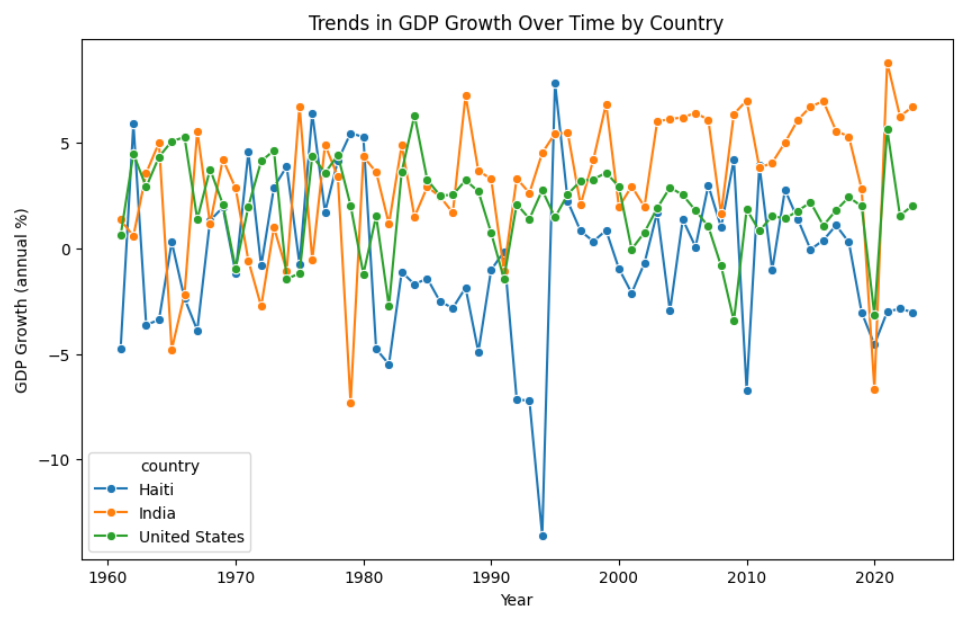 Trends in GDP Growth Over Time by Country
GDP Growth (annual %)
5
0
−5
−10
country
Haiti
India
United States
1960 1970 1980 1990 2000 2010 2020
Year